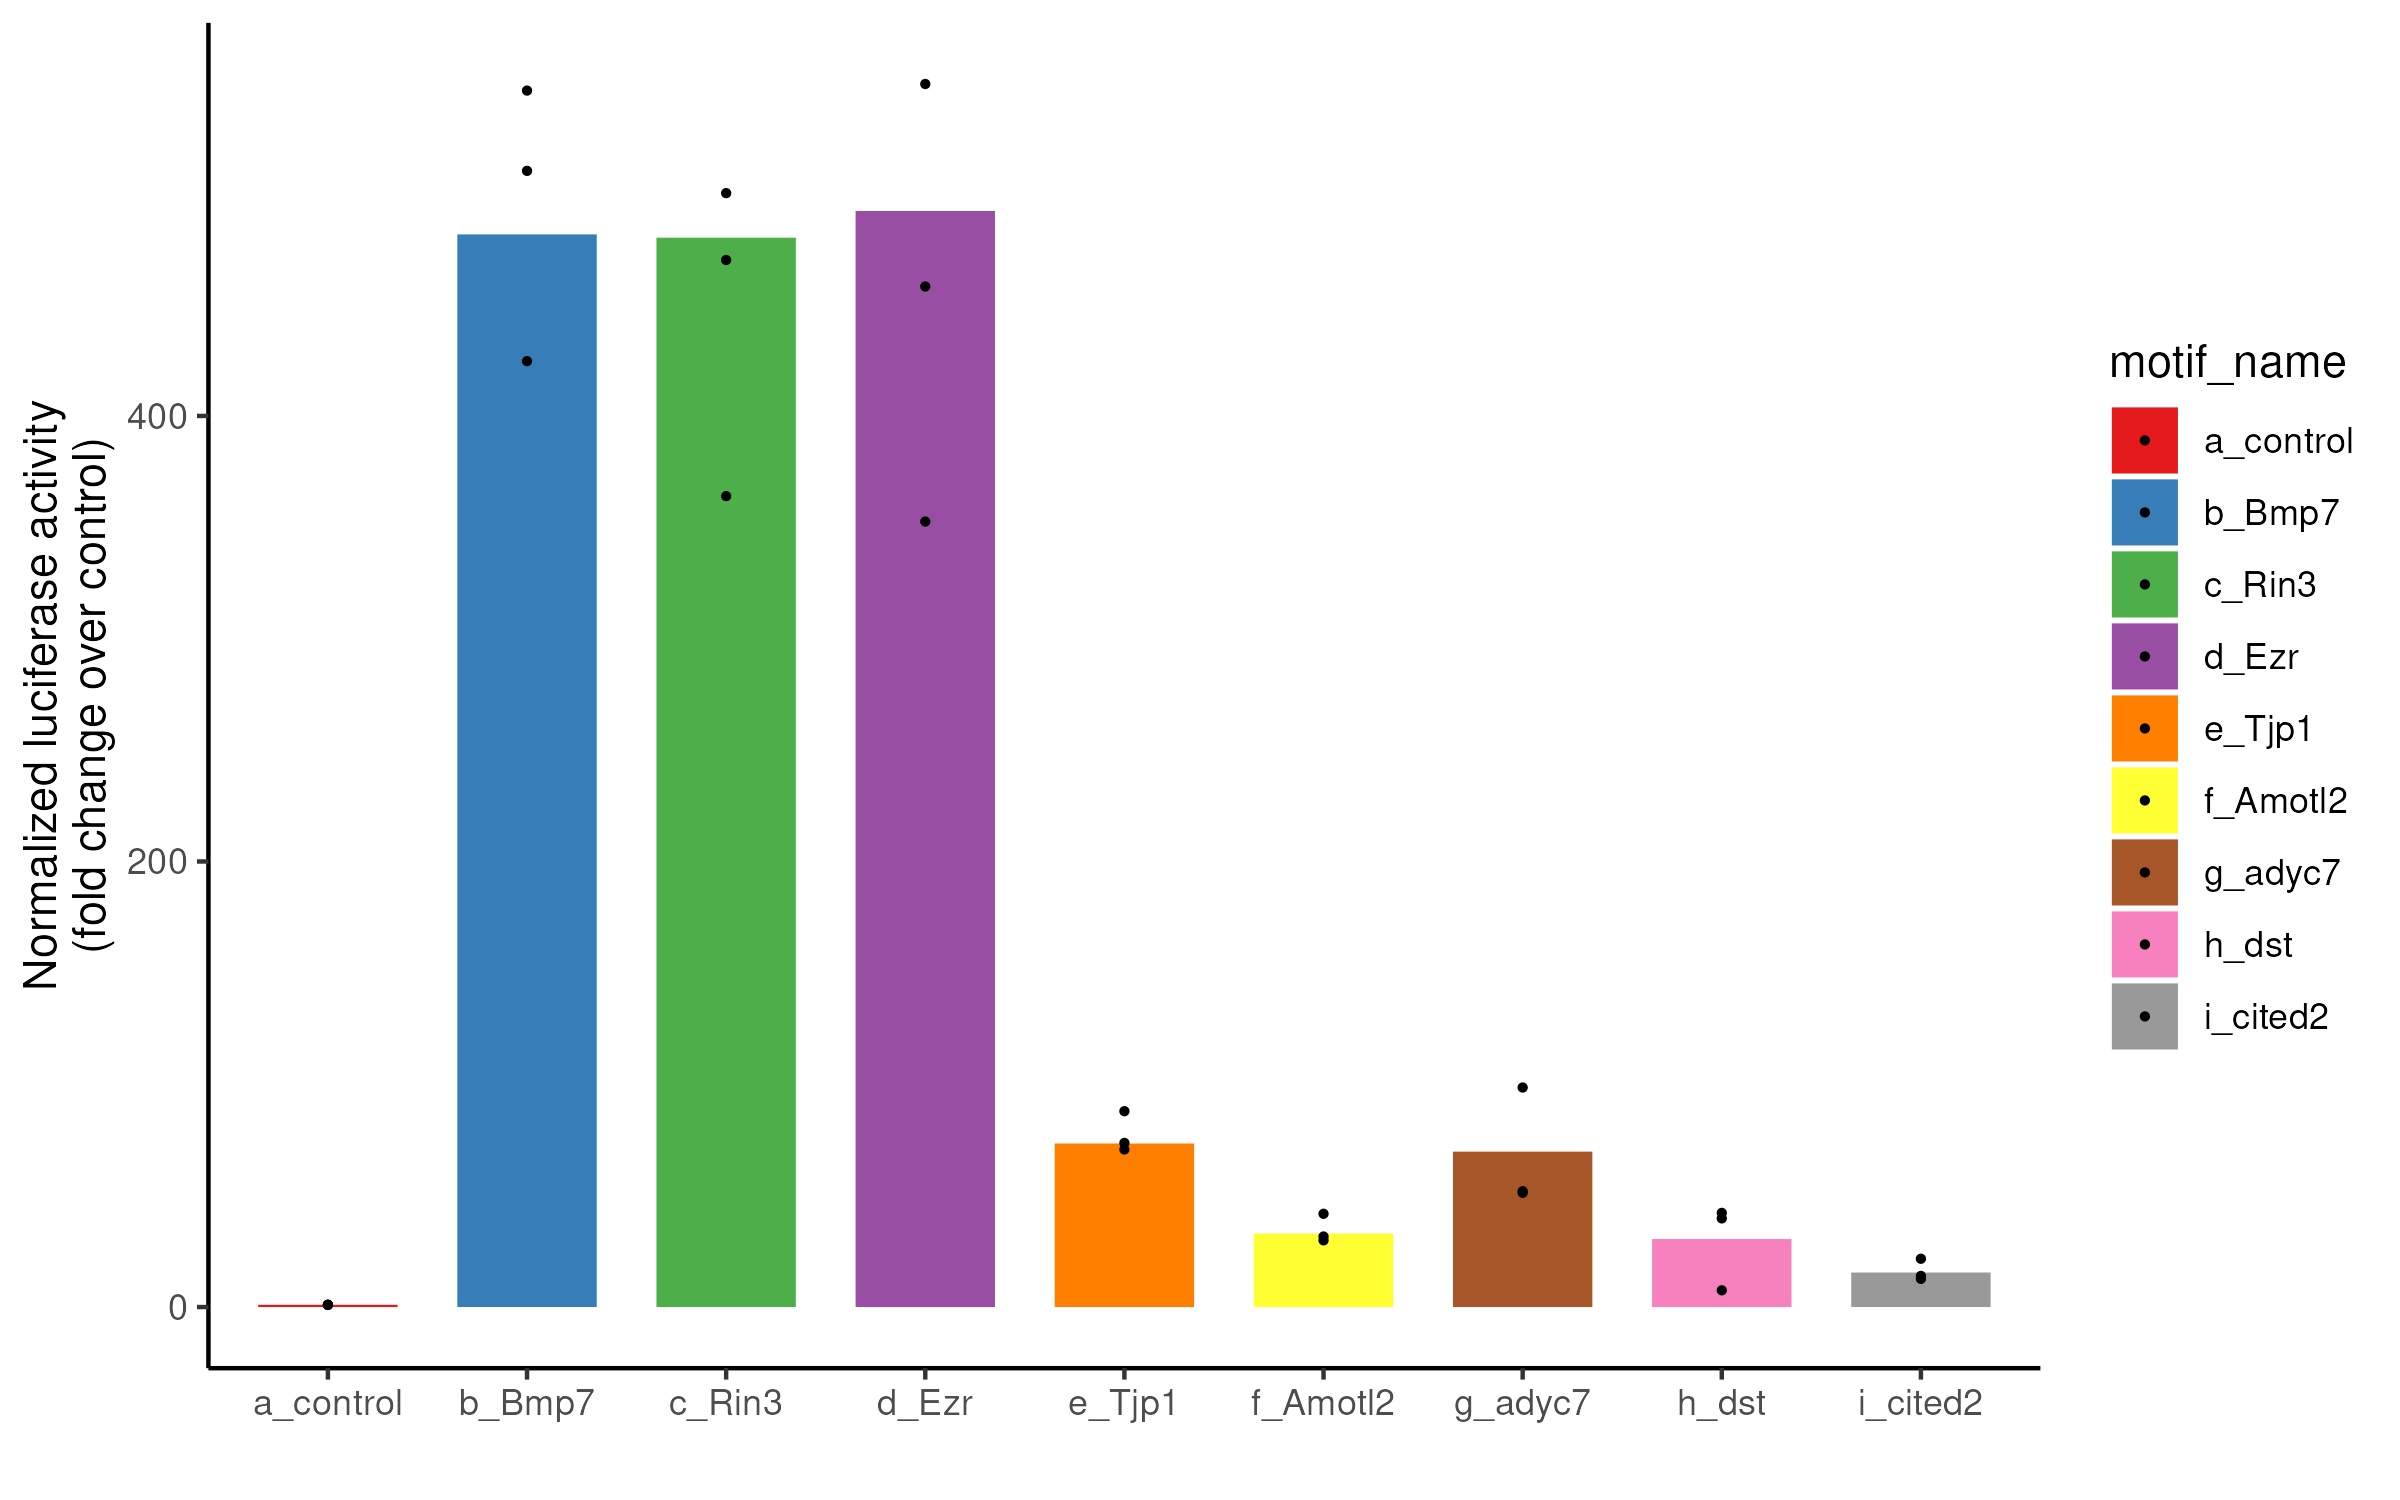 Normalized luciferase activity
(fold change over control)
400
200
0
a_control
b_Bmp7
c_Rin3
d_Ezr
e_Tjp1
f_Amotl2
g_adyc7
h_dst
i_cited2
motif_name
a_control
b_Bmp7
c_Rin3
d_Ezr
e_Tjp1
f_Amotl2
g_adyc7
h_dst
i_cited2